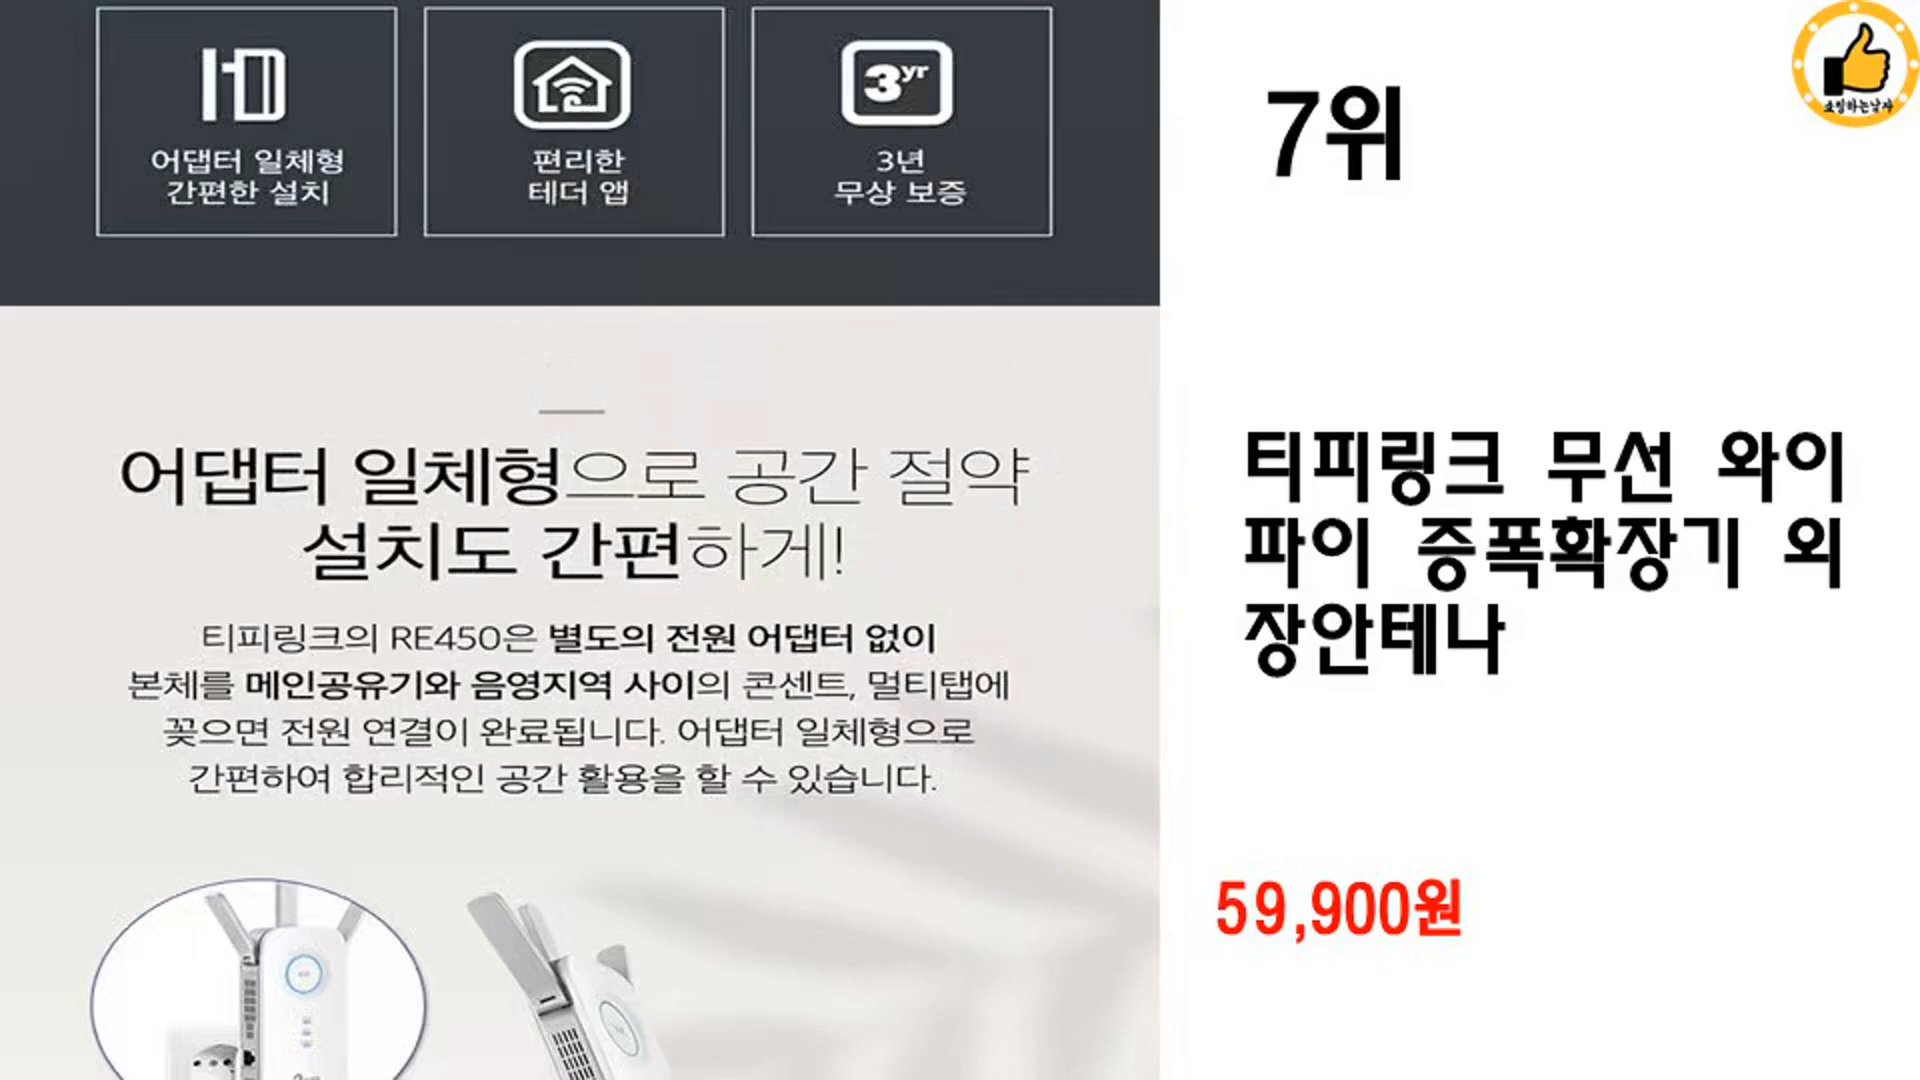 어댑터 일체형
간편한 설치
편리한
테더 앱
3yr
3년
무상 보증
어댑터 일체형으로 공간 절약
설치도 간편하게!
티피링크의 RE450은 별도의 전원 어댑터 없이
본체를 메인공유기와 음영지역 사이의 콘센트, 멀티탭에
꽂으면 전원 연결이 완료됩니다. 어댑터 일체형으로
간편하여 합리적인 공간 활용을 할 수 있습니다.
7위
쇼핑하는남자
티피링크 무선 와이
파이 증폭확장기 외
장안테나
59,900원